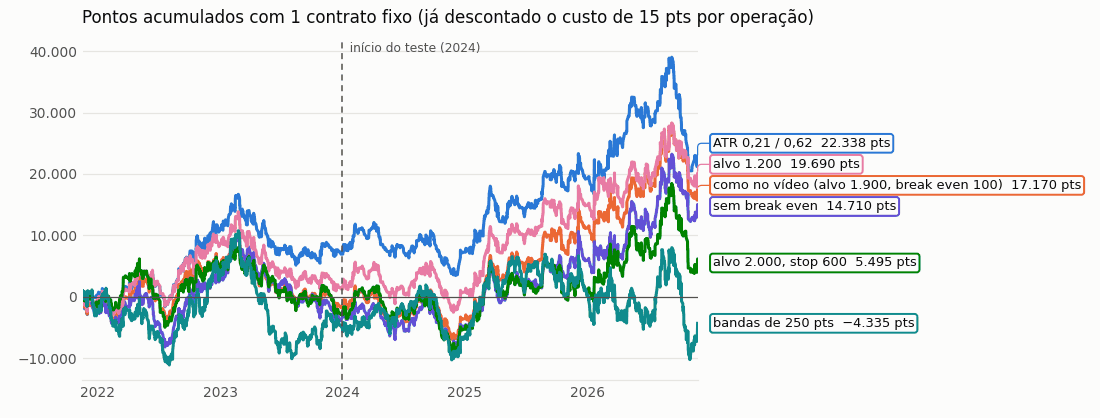 Pontos acumulados com 1 contrato fixo (já descontado o custo de 15 pts por operação)
início do teste (2024)
40.000
30.000
20.000
10.000
0
−10.000
2022
2023
2024
2025
2026
ATR 0,21 / 0,62  22.338 pts
alvo 1.200  19.690 pts
como no vídeo (alvo 1.900, break even 100)  17.170 pts
sem break even  14.710 pts
alvo 2.000, stop 600  5.495 pts
bandas de 250 pts  −4.335 pts